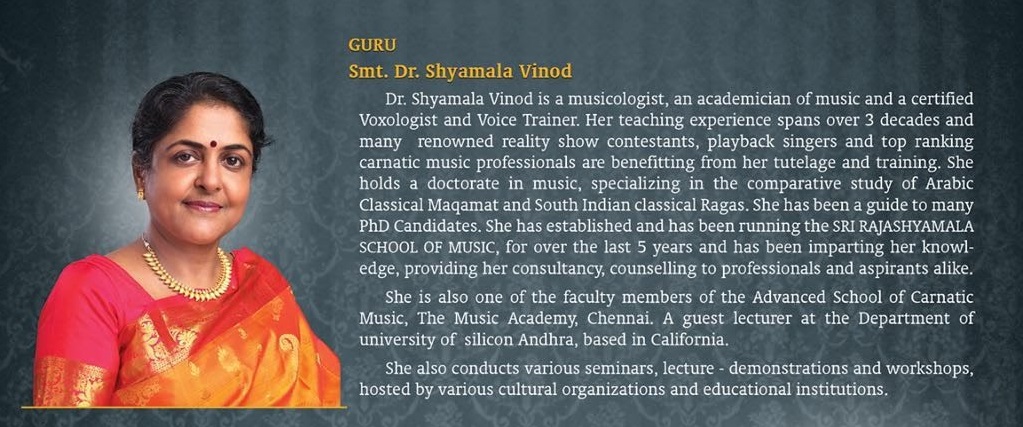 GURU
Smt. Dr. Shyamala Vinod
Dr. Shyamala Vinod is a musicologist, an academician of music and a certified
Voxologist and Voice Trainer. Her teaching experience spans over 3 decades and
many renowned reality show contestants, playback singers and top ranking
carnatic music professionals are benefitting from her tutelage and training. She
holds a doctorate in music, specializing in the comparative study of Arabic
Classical Maqamat and South Indian classical Ragas. She has been a guide to many
PhD Candidates. She has established and has been running the SRI RAJASHYAMALA
SCHOOL OF MUSIC, for over the last 5 years and has been imparting her knowl-
edge, providing her consultancy, counselling to professionals and aspirants alike.
She is also one of the faculty members of the Advanced School of Carnatic
Music, The Music Academy, Chennai. A guest lecturer at the Department of
university of silicon Andhra, based in California.
She also conducts various seminars, lecture - demonstrations and workshops,
hosted by various cultural organizations and educational institutions.